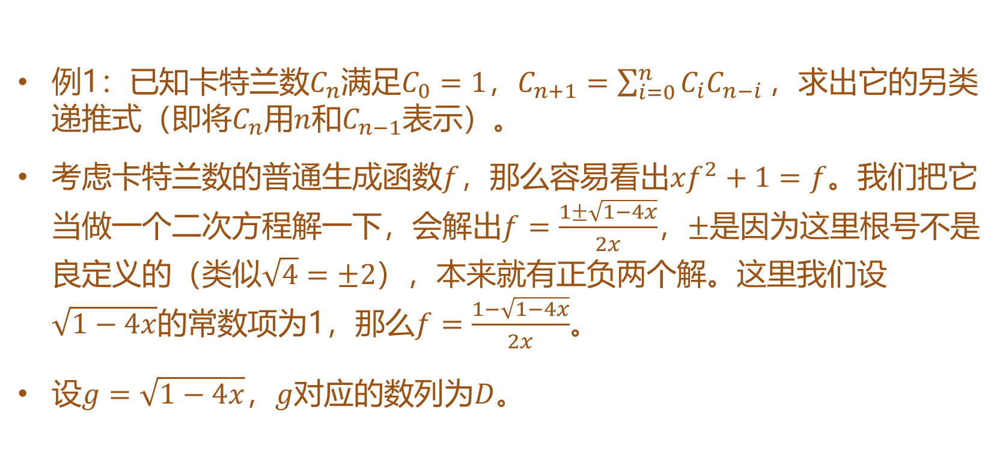 • 例1：已知卡特兰数$C_n$满足$C_0 = 1$，$C_{n+1} = \sum_{i=0}^{n} C_i C_{n-i}$，求出它的另类
递推式（即将$C_n$用$n$和$C_{n-1}$表示）。
• 考虑卡特兰数的普通生成函数$f$，那么容易看出$xf^2 + 1 = f$。我们把它
当做一个二次方程解一下，会解出$f = \frac{1\pm\sqrt{1-4x}}{2x}$，±是因为这里根号不是
良定义的（类似$\sqrt{4} = \pm 2$），本来就有正负两个解。这里我们设
$\sqrt{1-4x}$的常数项为1，那么$f = \frac{1-\sqrt{1-4x}}{2x}$。
• 设$g = \sqrt{1-4x}$，$g$对应的数列为$D$。